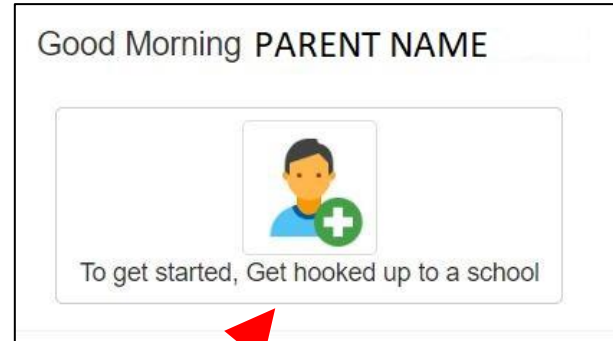 Good Morning PARENT NAME
To get started, Get hooked up to a school